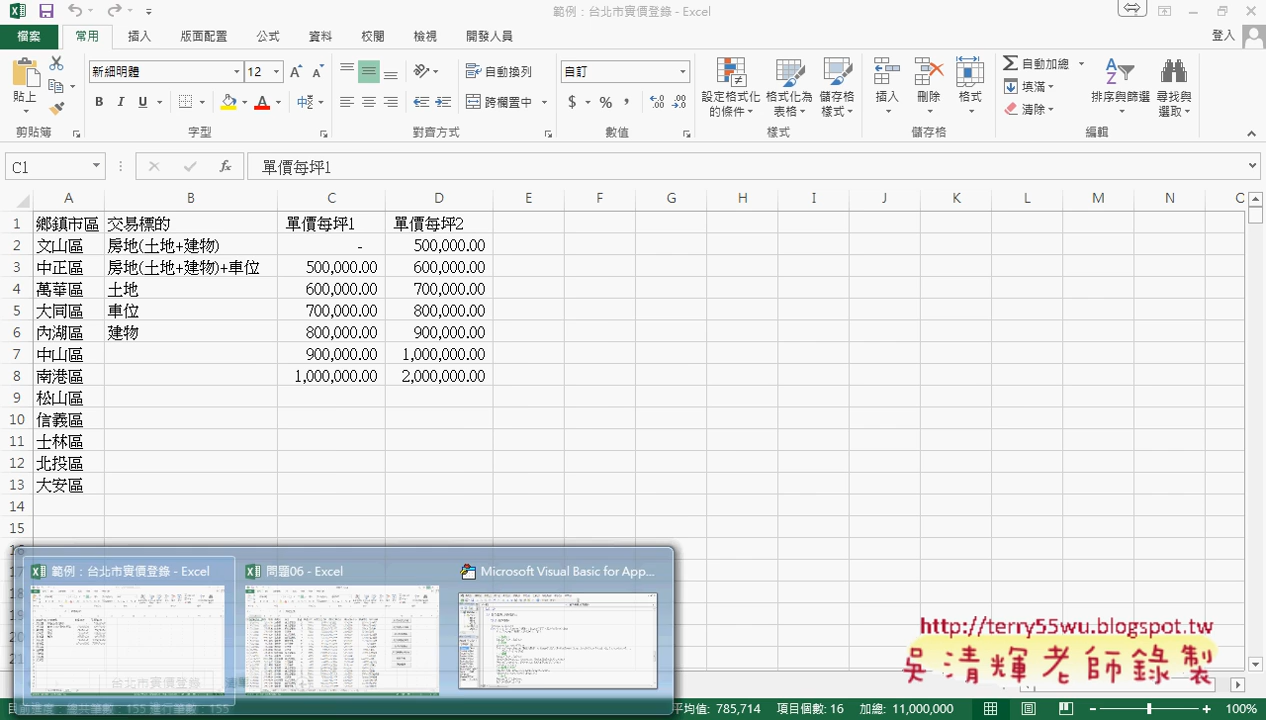 範例：台北市實價登錄 - Excel
檔案 常用 插入 版面配置 公式 資料 校閱 檢視 開發人員 登入
貼上 新細明體 12 自動換列 自訂 設定格式化的條件 格式化為表格 儲存格樣式 插入 刪除 格式 自動加總 填滿 清除 排序與篩選 尋找與選取
B I U 跨欄置中 $ %
剪貼簿 字型 對齊方式 數值 樣式 儲存格 編輯
C1 fx 單價每坪1
A B C D E F G H I J K L M N
1 鄉鎮市區 交易標的 單價每坪1 單價每坪2
2 文山區 房地(土地+建物) - 500,000.00
3 中正區 房地(土地+建物)+車位 500,000.00 600,000.00
4 萬華區 土地 600,000.00 700,000.00
5 大同區 車位 700,000.00 800,000.00
6 內湖區 建物 800,000.00 900,000.00
7 中山區 900,000.00 1,000,000.00
8 南港區 1,000,000.00 2,000,000.00
9 松山區
10 信義區
11 士林區
12 北投區
13 大安區
14
15
範例：台北市實價登錄 - Excel 問題06 - Excel Microsoft Visual Basic for App...
http://terry55wu.blogspot.tw
吳清輝老師錄製
台北市實價登錄
平均值: 785,714 項目個數: 16 加總: 11,000,000 100%